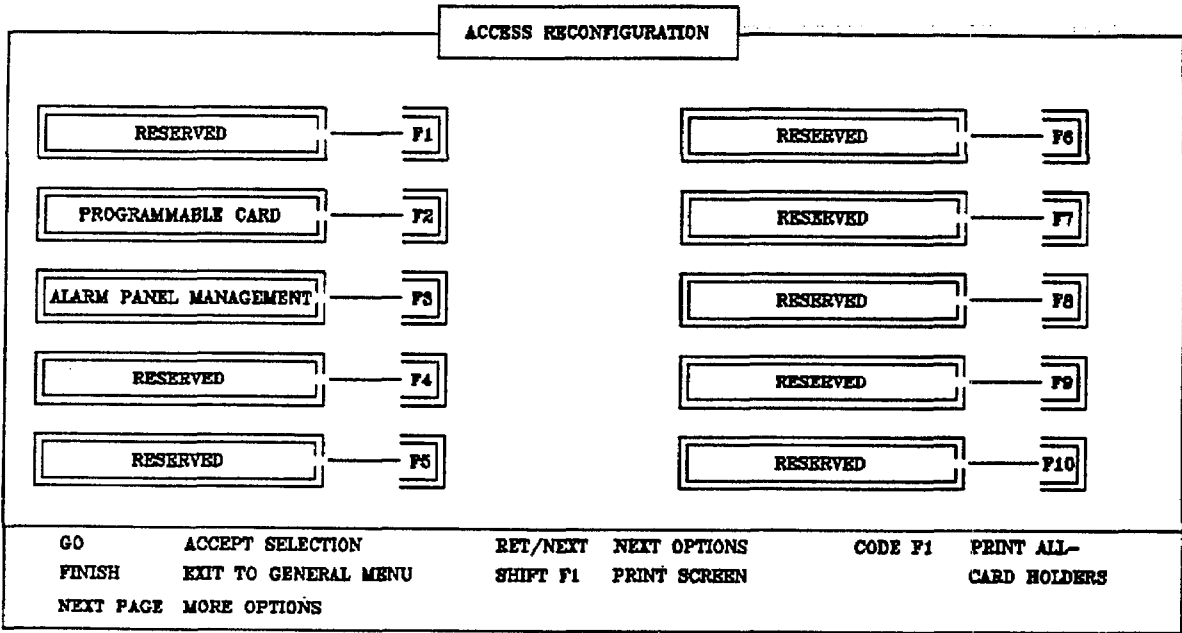 ACCESS RECONFIGURATION
RESERVED F1
PROGRAMMABLE CARD F2
ALARM PANEL MANAGEMENT F3
RESERVED F4
RESERVED F5
RESERVED F6
RESERVED F7
RESERVED F8
RESERVED F9
RESERVED F10
GO ACCEPT SELECTION RET/NEXT NEXT OPTIONS CODE F1 PRINT ALL-
FINISH EXIT TO GENERAL MENU SHIFT F1 PRINT SCREEN CARD HOLDERS
NEXT PAGE MORE OPTIONS